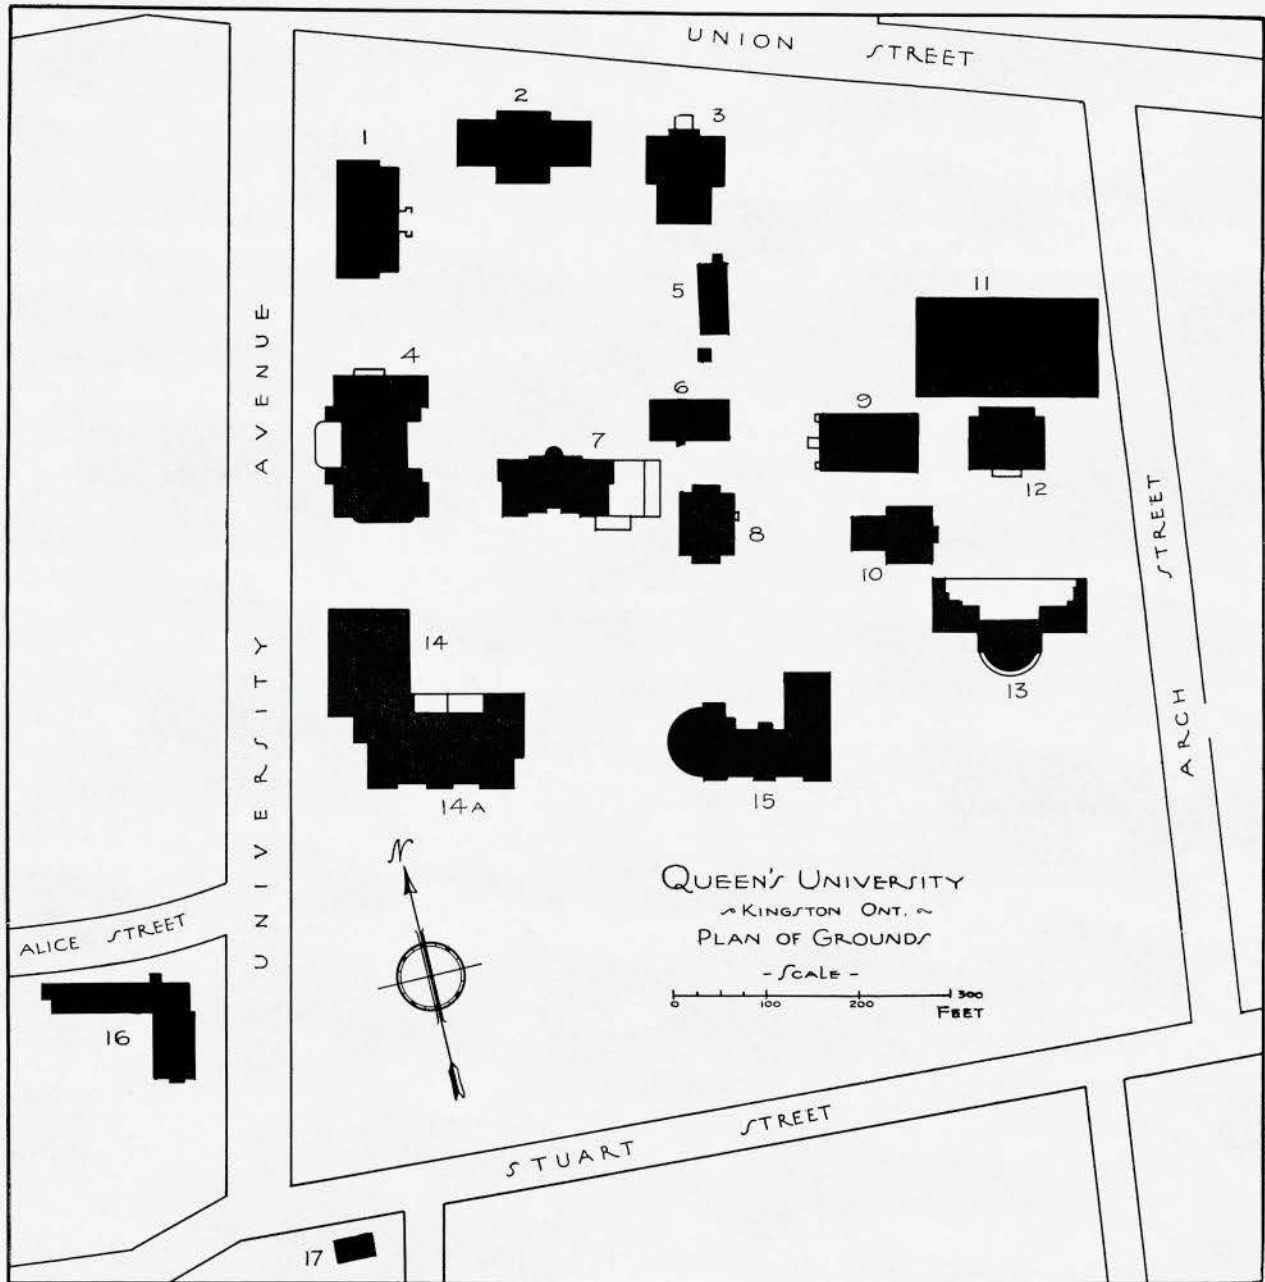 UNION STREET
2
3
1
5
11
UNIVERSITY AVENUE
4
6
9
7
12
8
10
STREET
14
13
ARCH
14A
15
N
QUEEN'S UNIVERSITY
~ KINGSTON ONT. ~
PLAN OF GROUNDS
- SCALE -
0 100 200 300
FEET
ALICE STREET
16
STUART STREET
17